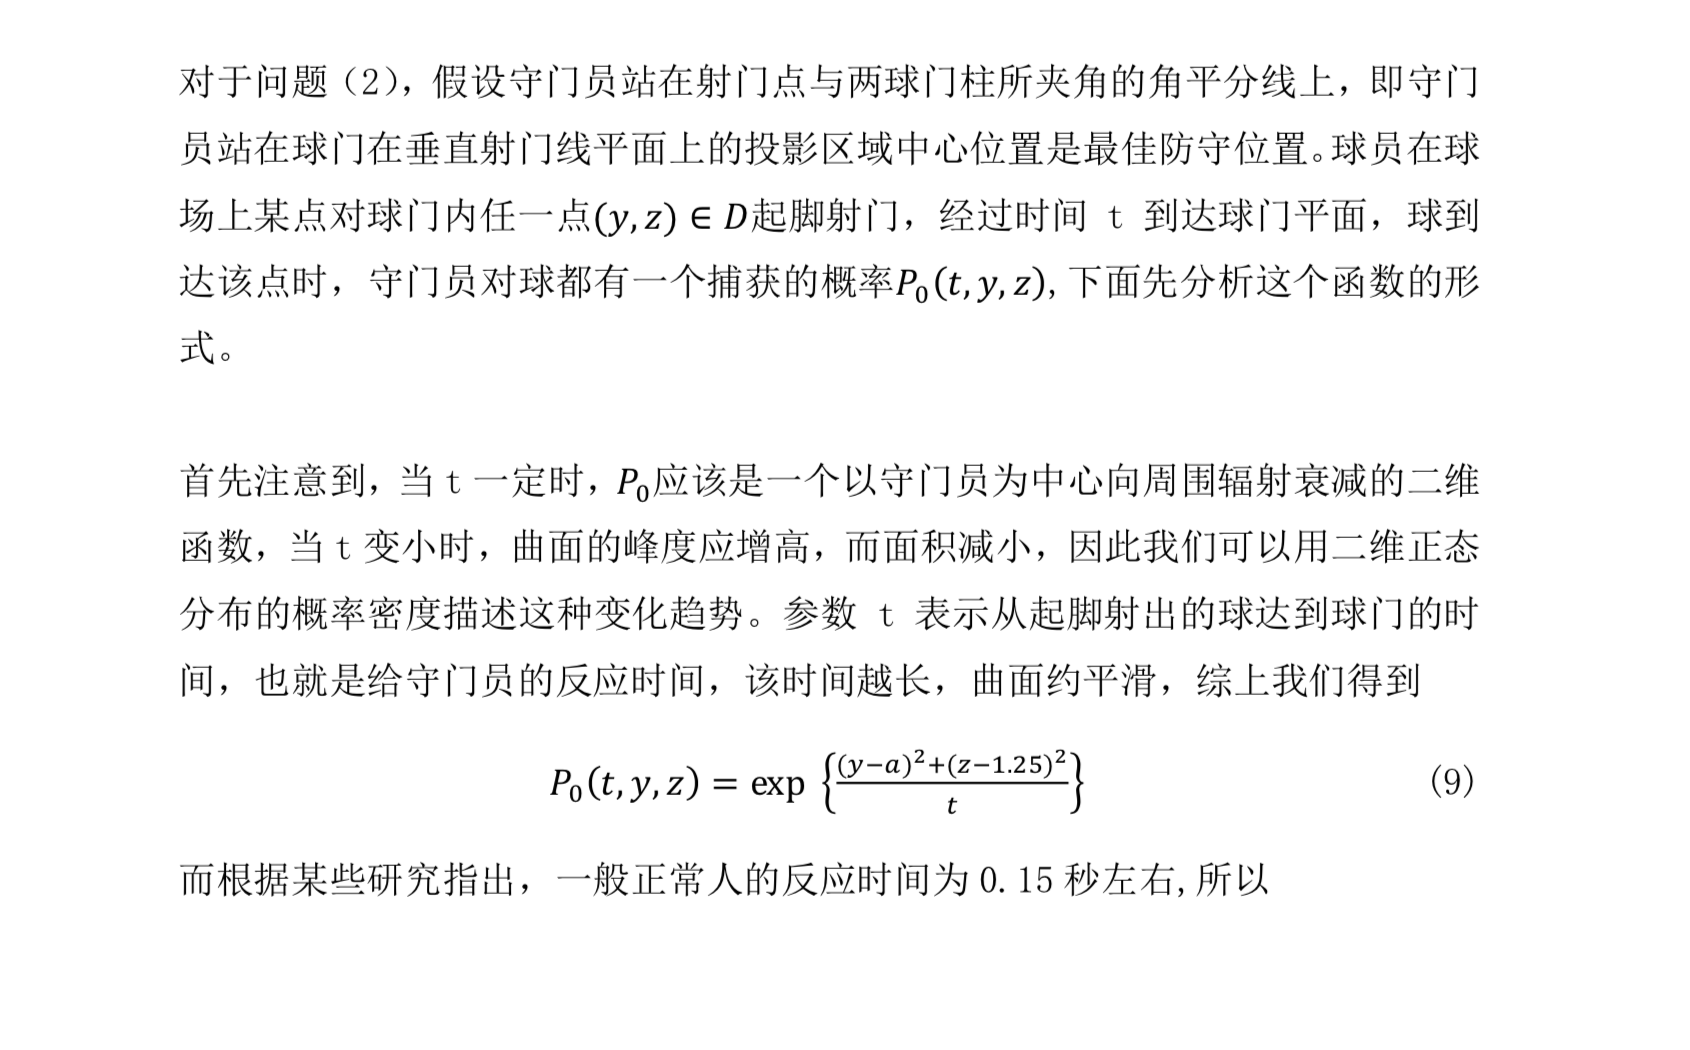 对于问题（2），假设守门员站在射门点与两球门柱所夹角的角平分线上，即守门
员站在球门在垂直射门线平面上的投影区域中心位置是最佳防守位置。球员在球
场上某点对球门内任一点(y, z) ∈ D起脚射门，经过时间 t 到达球门平面，球到
达该点时，守门员对球都有一个捕获的概率P₀(t, y, z), 下面先分析这个函数的形
式。
首先注意到，当 t 一定时，P₀应该是一个以守门员为中心向周围辐射衰减的二维
函数，当 t 变小时，曲面的峰度应增高，而面积减小，因此我们可以用二维正态
分布的概率密度描述这种变化趋势。参数 t 表示从起脚射出的球达到球门的时
间，也就是给守门员的反应时间，该时间越长，曲面约平滑，综上我们得到
P₀(t, y, z) = exp {((y−a)²+(z−1.25)²)/t} （9）
而根据某些研究指出，一般正常人的反应时间为 0.15 秒左右,所以